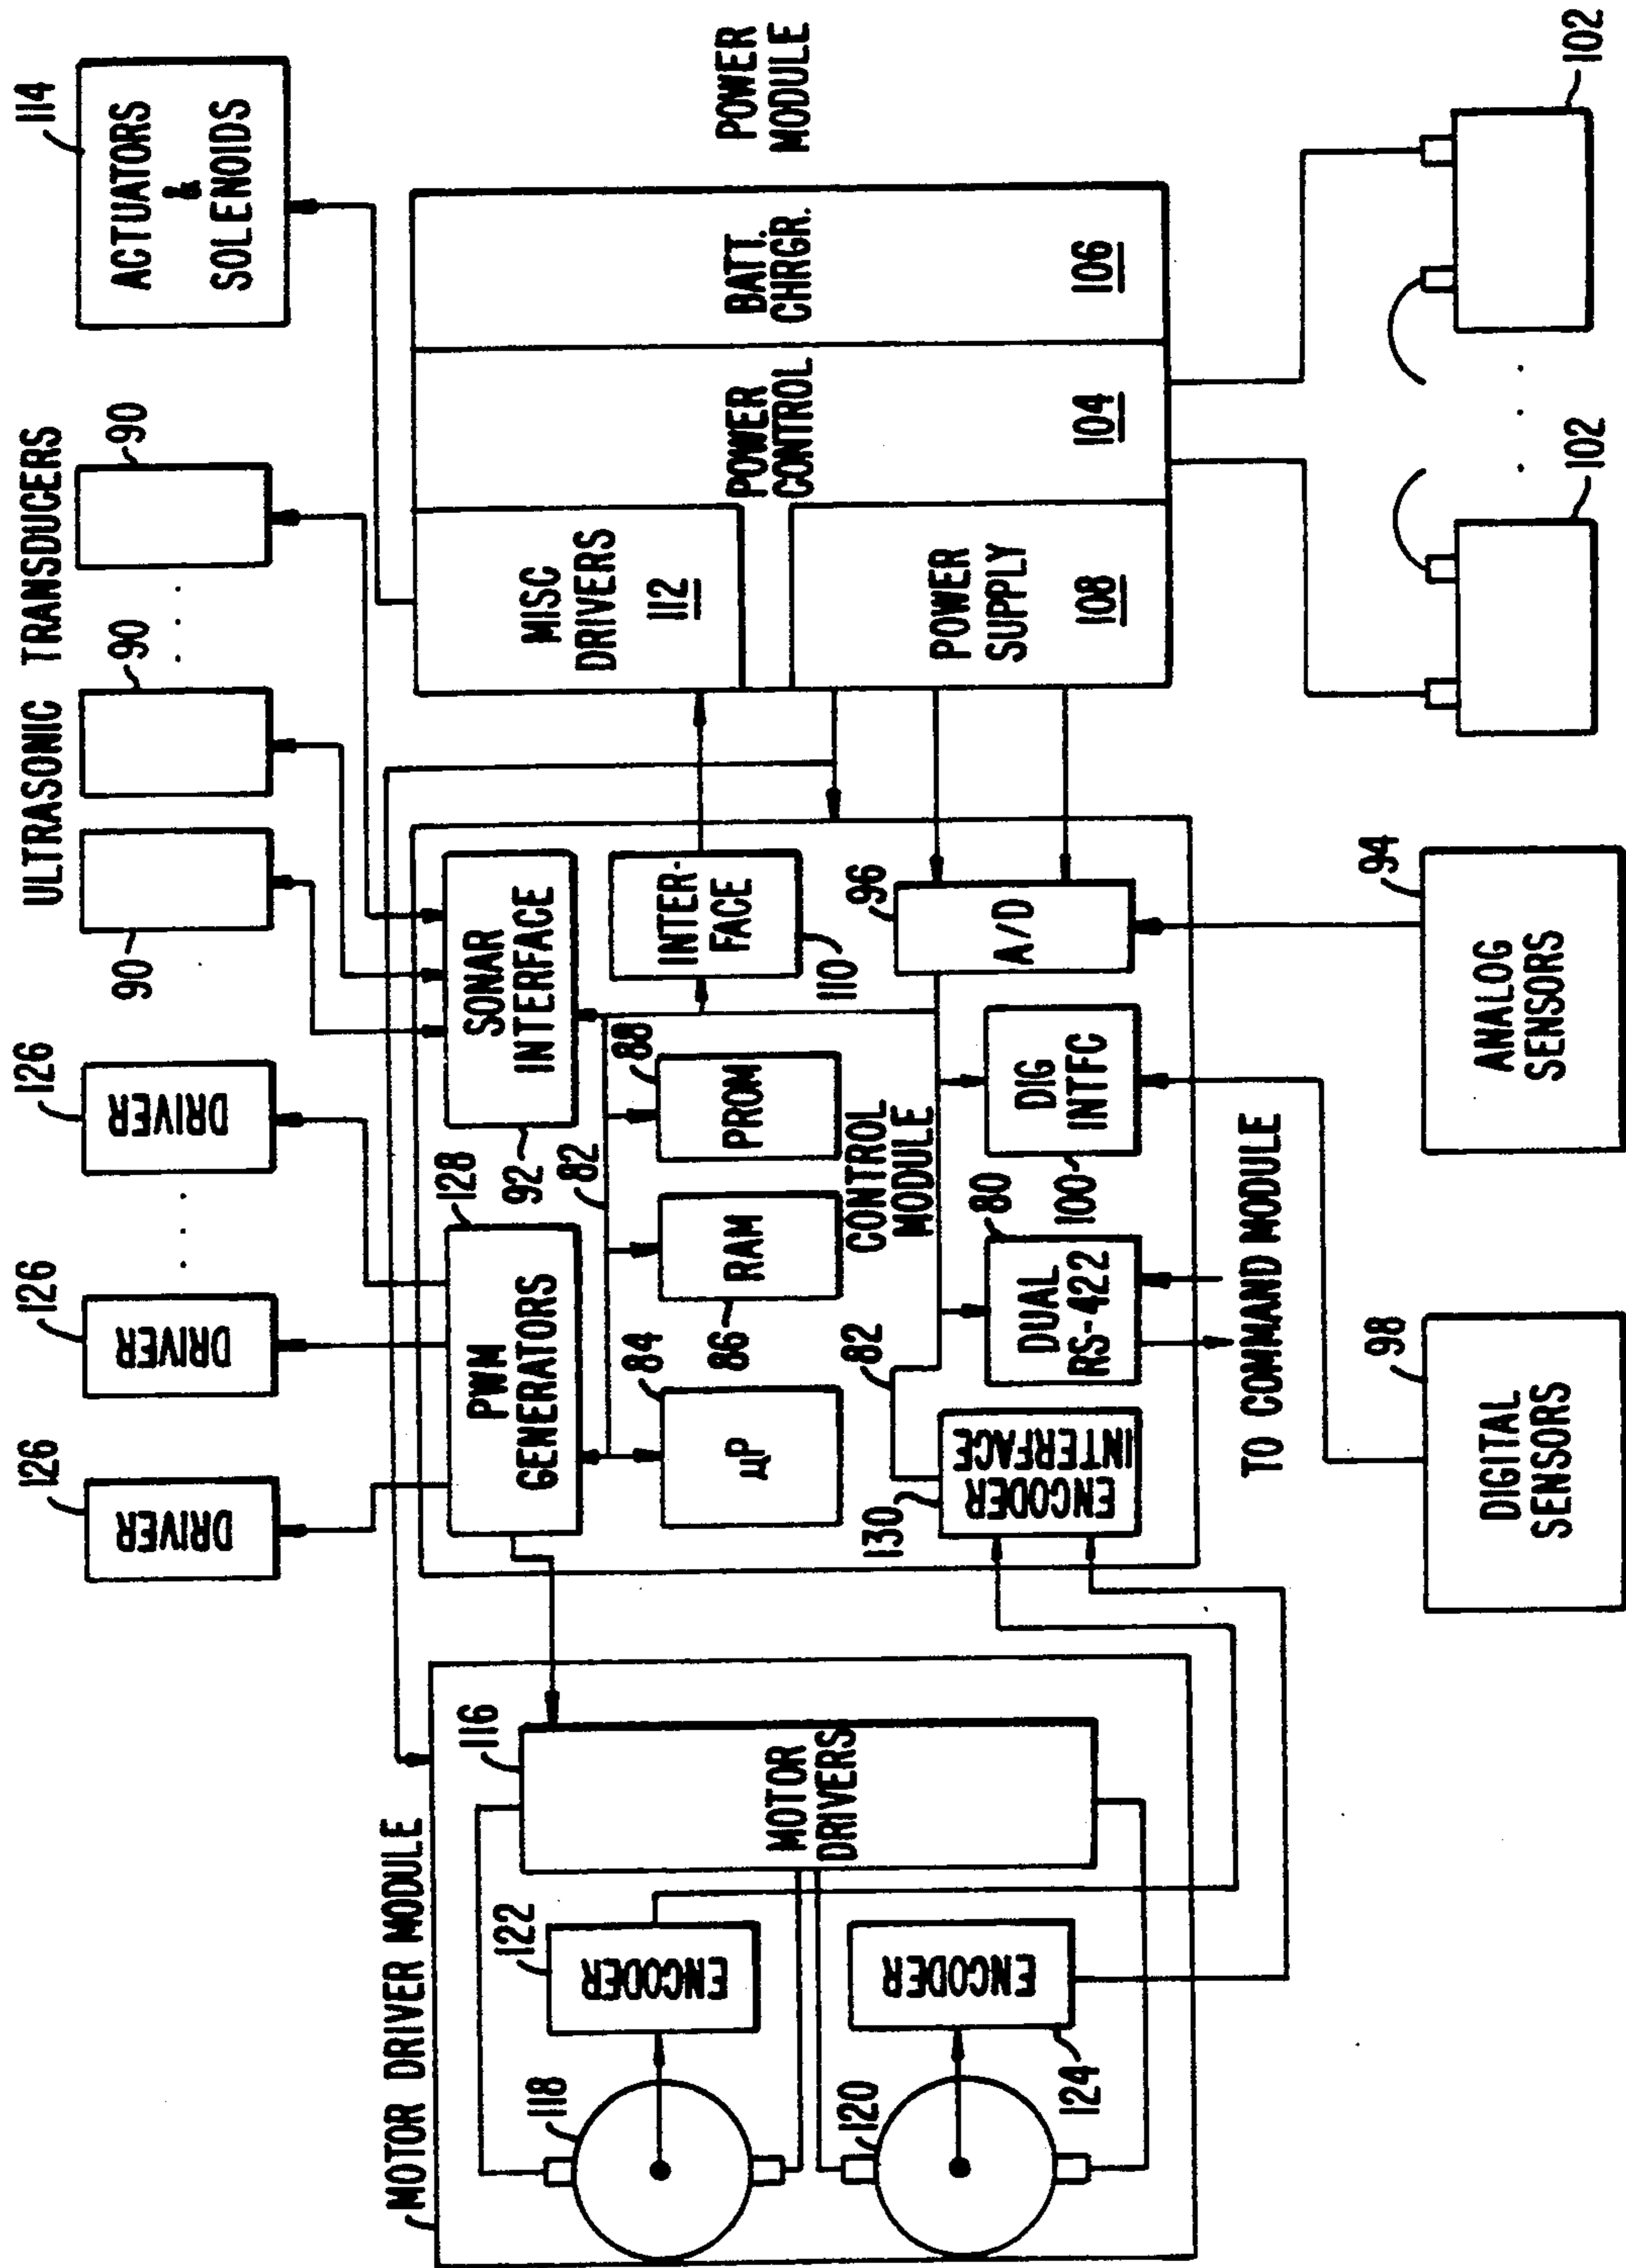 MOTOR DRIVER MODULE
118
120
122
ENCODER
ENCODER
124
116
MOTOR
DRIVERS
126
DRIVER
126
DRIVER
126
DRIVER
ULTRASONIC TRANSDUCERS
90
90
90
114
ACTUATORS
&
SOLENOIDS
128
PWM
GENERATORS
92
SONAR
INTERFACE
82
84
µP
86
RAM
88
PROM
INTER-
FACE
110
CONTROL
MODULE
82
130
ENCODER
INTERFACE
80
DUAL
RS-422
100
DIG
INTFC
96
A/D
TO COMMAND MODULE
98
DIGITAL
SENSORS
94
ANALOG
SENSORS
MISC
DRIVERS
112
POWER
SUPPLY
108
POWER
CONTROL
104
BATT.
CHRGR.
106
POWER
MODULE
102
102